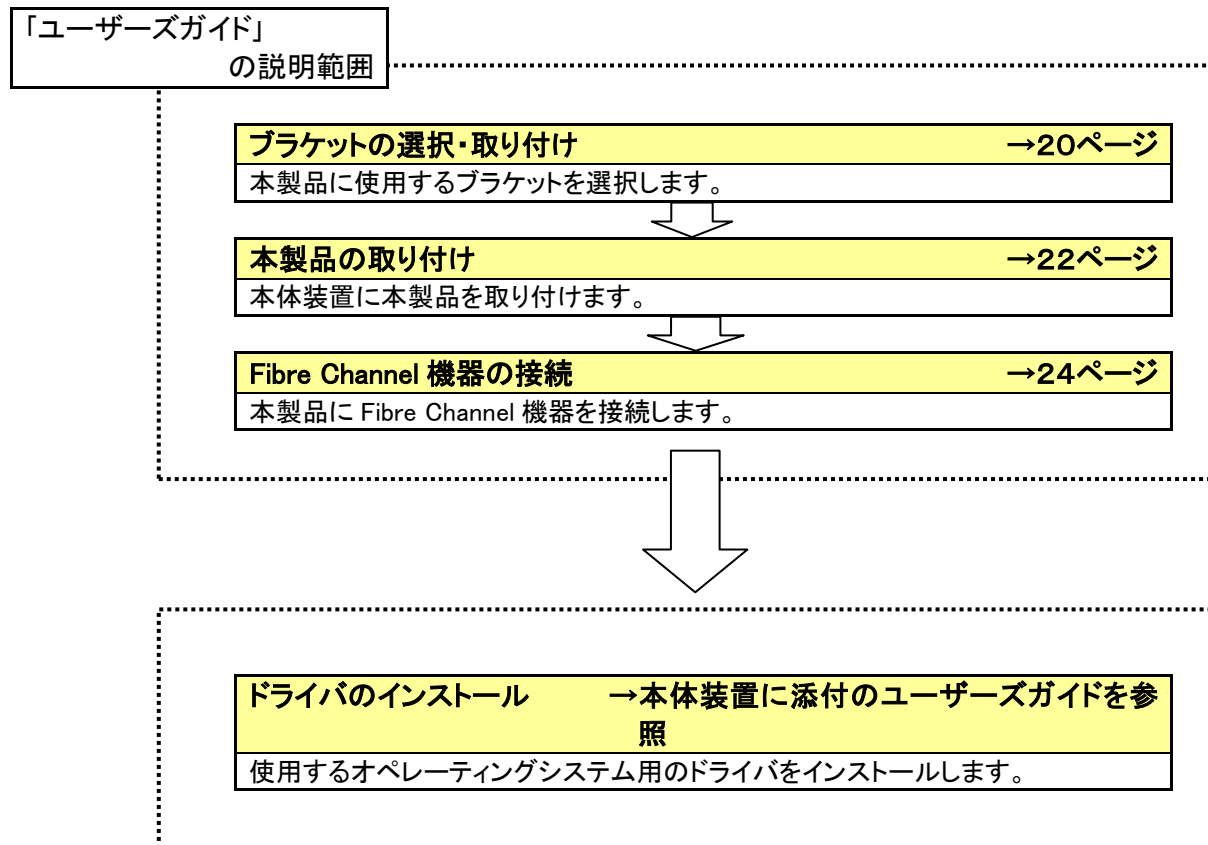 「ユーザーズガイド」
の説明範囲
ブラケットの選択・取り付け →20ページ
本製品に使用するブラケットを選択します。
本製品の取り付け →22ページ
本体装置に本製品を取り付けます。
Fibre Channel 機器の接続 →24ページ
本製品に Fibre Channel 機器を接続します。
ドライバのインストール →本体装置に添付のユーザーズガイドを参
照
使用するオペレーティングシステム用のドライバをインストールします。